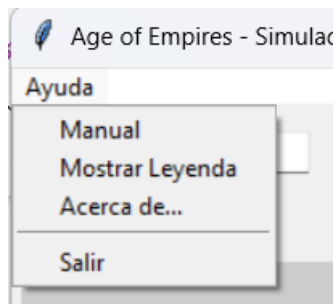 Age of Empires - Simulac
Ayuda
Manual
Mostrar Leyenda
Acerca de...
Salir